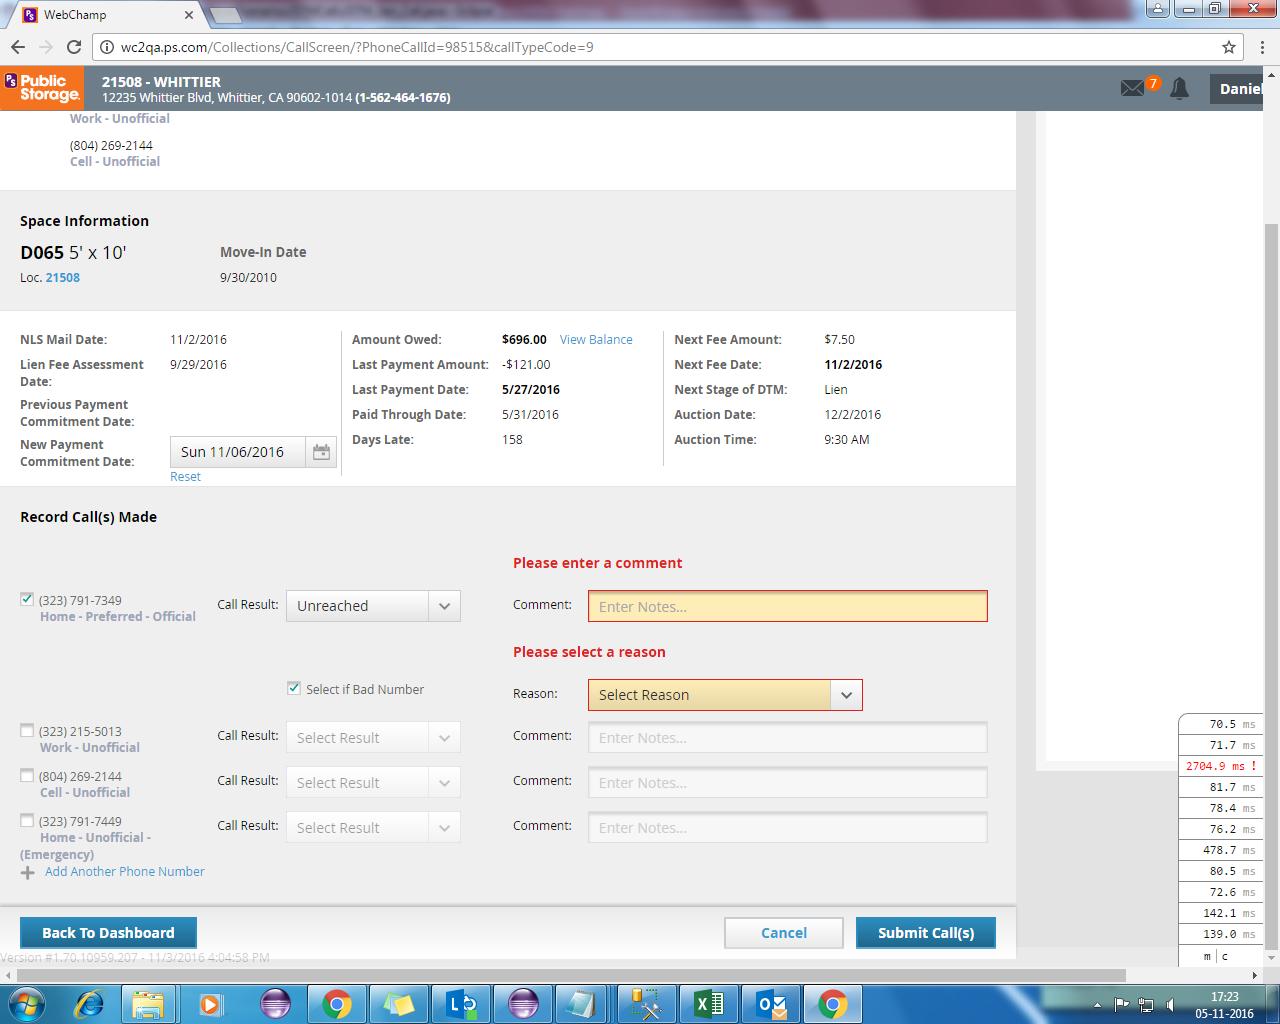 WebChamp
wc2qa.ps.com/Collections/CallScreen/?PhoneCallId=98515&callTypeCode=9
PS Public Storage.
21508 - WHITTIER
12235 Whittier Blvd, Whittier, CA 90602-1014 (1-562-464-1676)
7
Daniel
Work - Unofficial
(804) 269-2144
Cell - Unofficial
Space Information
D065 5' x 10'
Move-In Date
Loc. 21508
9/30/2010
NLS Mail Date: 11/2/2016
Lien Fee Assessment Date: 9/29/2016
Previous Payment Commitment Date:
New Payment Commitment Date: Sun 11/06/2016
Reset
Amount Owed: $696.00 View Balance
Last Payment Amount: -$121.00
Last Payment Date: 5/27/2016
Paid Through Date: 5/31/2016
Days Late: 158
Next Fee Amount: $7.50
Next Fee Date: 11/2/2016
Next Stage of DTM: Lien
Auction Date: 12/2/2016
Auction Time: 9:30 AM
Record Call(s) Made
Please enter a comment
(323) 791-7349 Call Result: Unreached Comment: Enter Notes...
Home - Preferred - Official
Please select a reason
Select if Bad Number Reason: Select Reason
(323) 215-5013 Call Result: Select Result Comment: Enter Notes...
Work - Unofficial
(804) 269-2144 Call Result: Select Result Comment: Enter Notes...
Cell - Unofficial
(323) 791-7449 Call Result: Select Result Comment: Enter Notes...
Home - Unofficial -
(Emergency)
Add Another Phone Number
Back To Dashboard Cancel Submit Call(s)
Version #1.70.10959.207 - 11/3/2016 4:04:58 PM
70.5 ms
71.7 ms
2704.9 ms !
81.7 ms
78.4 ms
76.2 ms
478.7 ms
80.5 ms
72.6 ms
142.1 ms
139.0 ms
m | c
17:23
05-11-2016